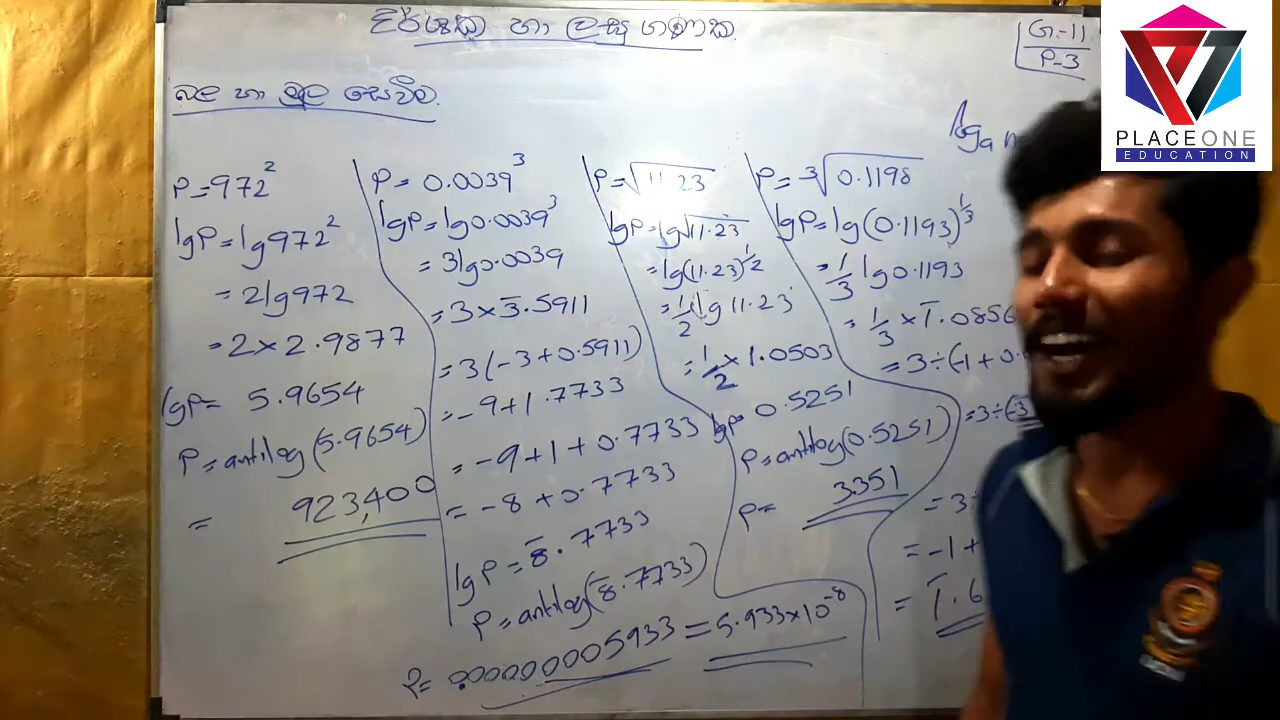 දර්ශක හා ලඝු ගණක
G.-11
P-3
බල හා මූල සෙවීම.
log a
P = 972²
lgP = lg972²
= 2lg972
= 2 × 2.9877
lgP = 5.9654
P = antilog(5.9654)
= 923,400
P = 0.0039³
lgP = lg0.0039³
= 3lg0.0039
= 3 × 3̅.5911
= 3(-3+0.5911)
= -9+1.7733
= -9+1+0.7733
= -8+0.7733
lgP = 8̅.7733
P = antilog(8̅.7733)
P = 0.00000005933 = 5.933×10⁻⁸
P = √11.23
lgP = lg√11.23
= lg(11.23)^½
= ½ lg 11.23
= ½ × 1.0503
lgP = 0.5251
P = antilog(0.5251)
P = 3.351
P = ³√0.1198
lgP = lg(0.1193)^⅓
= ⅓ lg0.1193
= ⅓ × 1̅.0856
= 3÷(-1+0.
= 3÷(-3
= 3÷
= -1+
= 1̅.6
PLACEONE
EDUCATION